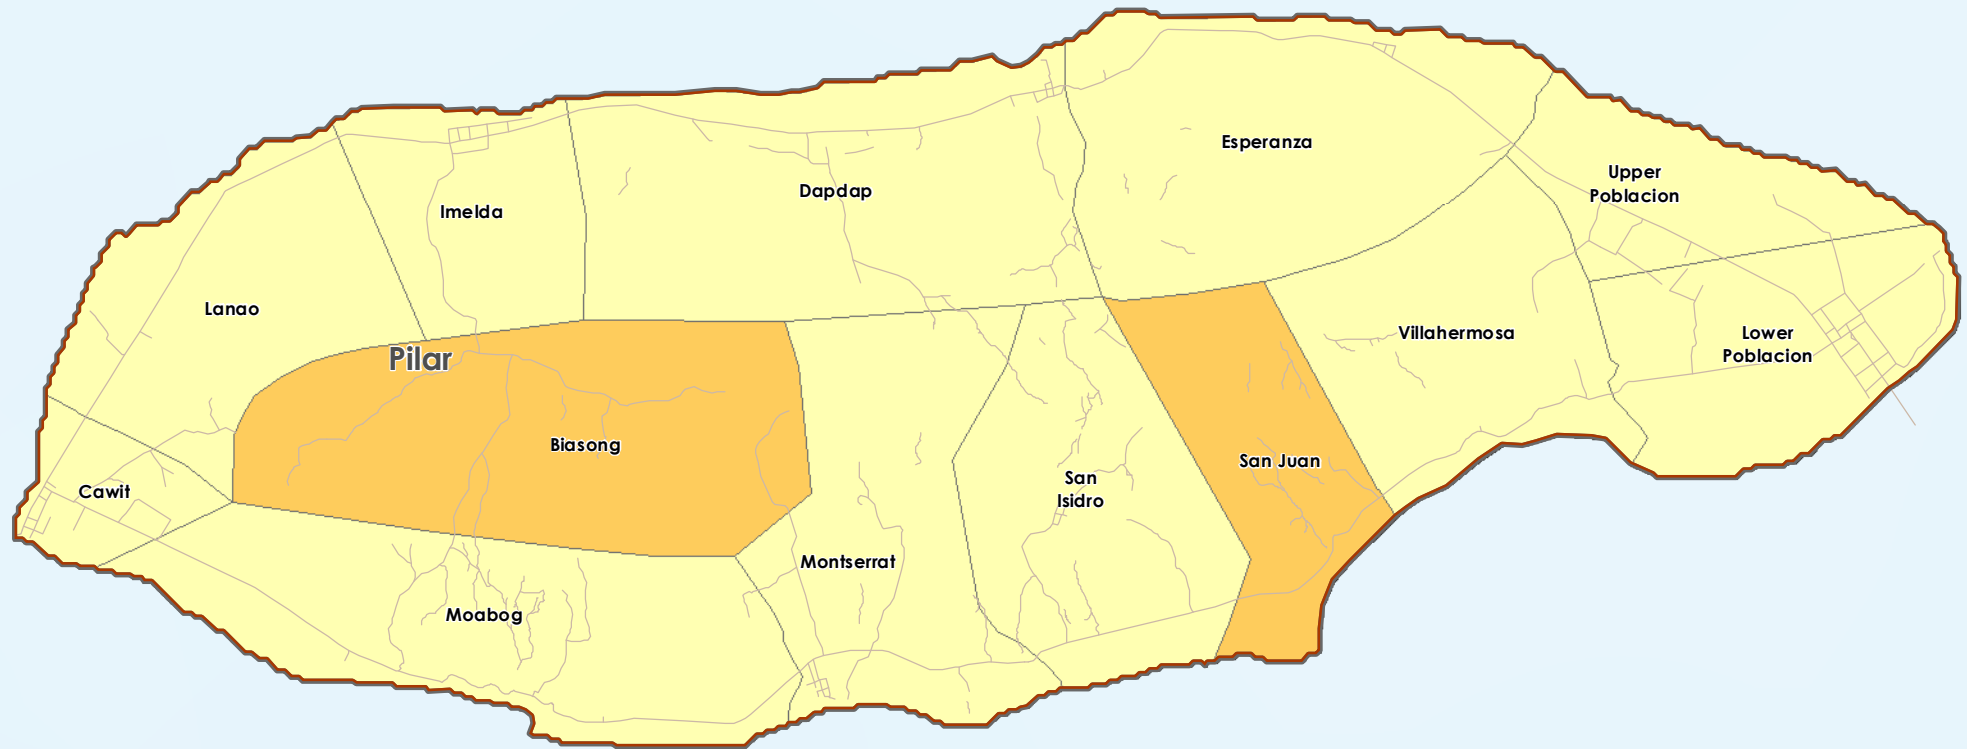 Esperanza
Upper
Poblacion
Dapdap
Imelda
Lanao
Villahermosa
Lower
Poblacion
Pilar
Biasong
San Juan
San
Isidro
Cawit
Montserrat
Moabog